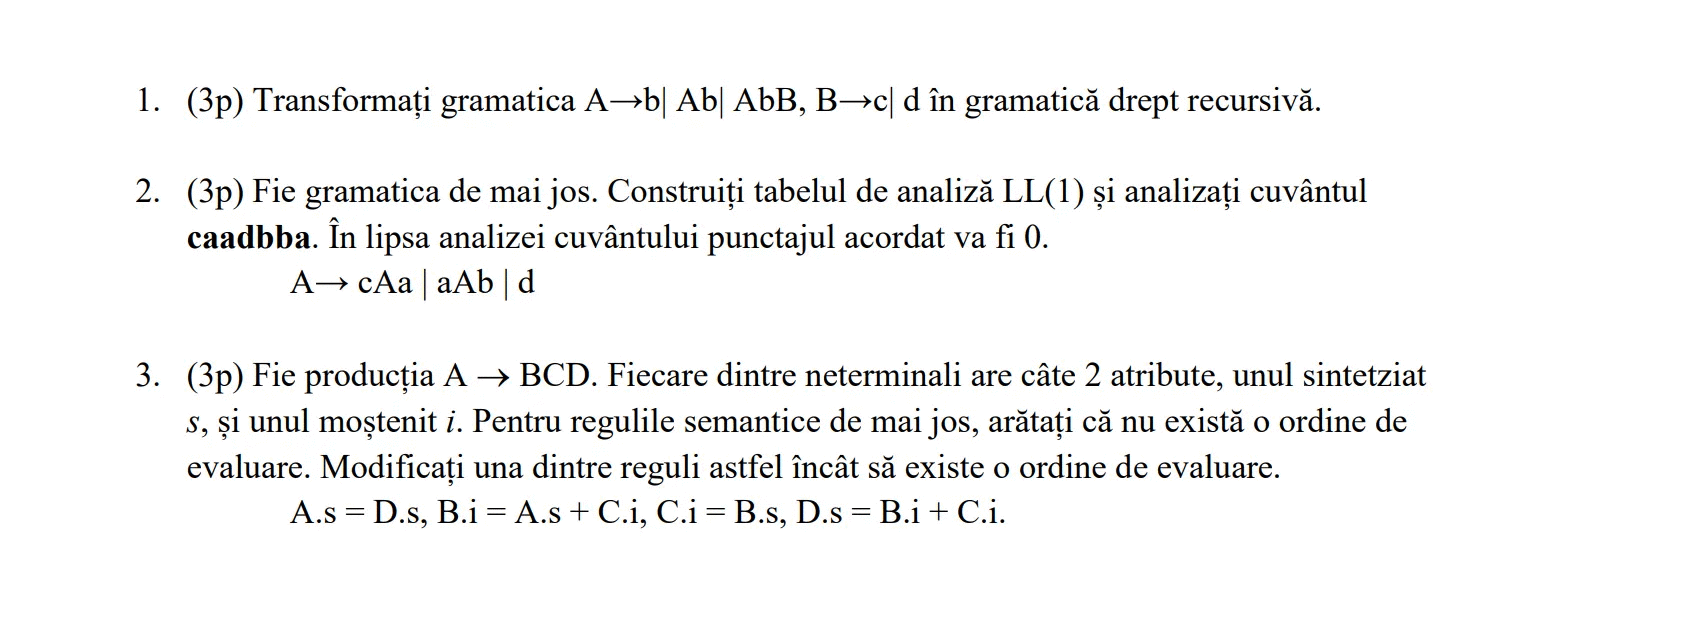 1. (3p) Transformați gramatica A→b| Ab| AbB, B→c| d în gramatică drept recursivă.
2. (3p) Fie gramatica de mai jos. Construiți tabelul de analiză LL(1) și analizați cuvântul
caadbba. În lipsa analizei cuvântului punctajul acordat va fi 0.
A→ cAa | aAb | d
3. (3p) Fie producția A → BCD. Fiecare dintre neterminali are câte 2 atribute, unul sintetziat
s, și unul moștenit i. Pentru regulile semantice de mai jos, arătați că nu există o ordine de
evaluare. Modificați una dintre reguli astfel încât să existe o ordine de evaluare.
A.s = D.s, B.i = A.s + C.i, C.i = B.s, D.s = B.i + C.i.